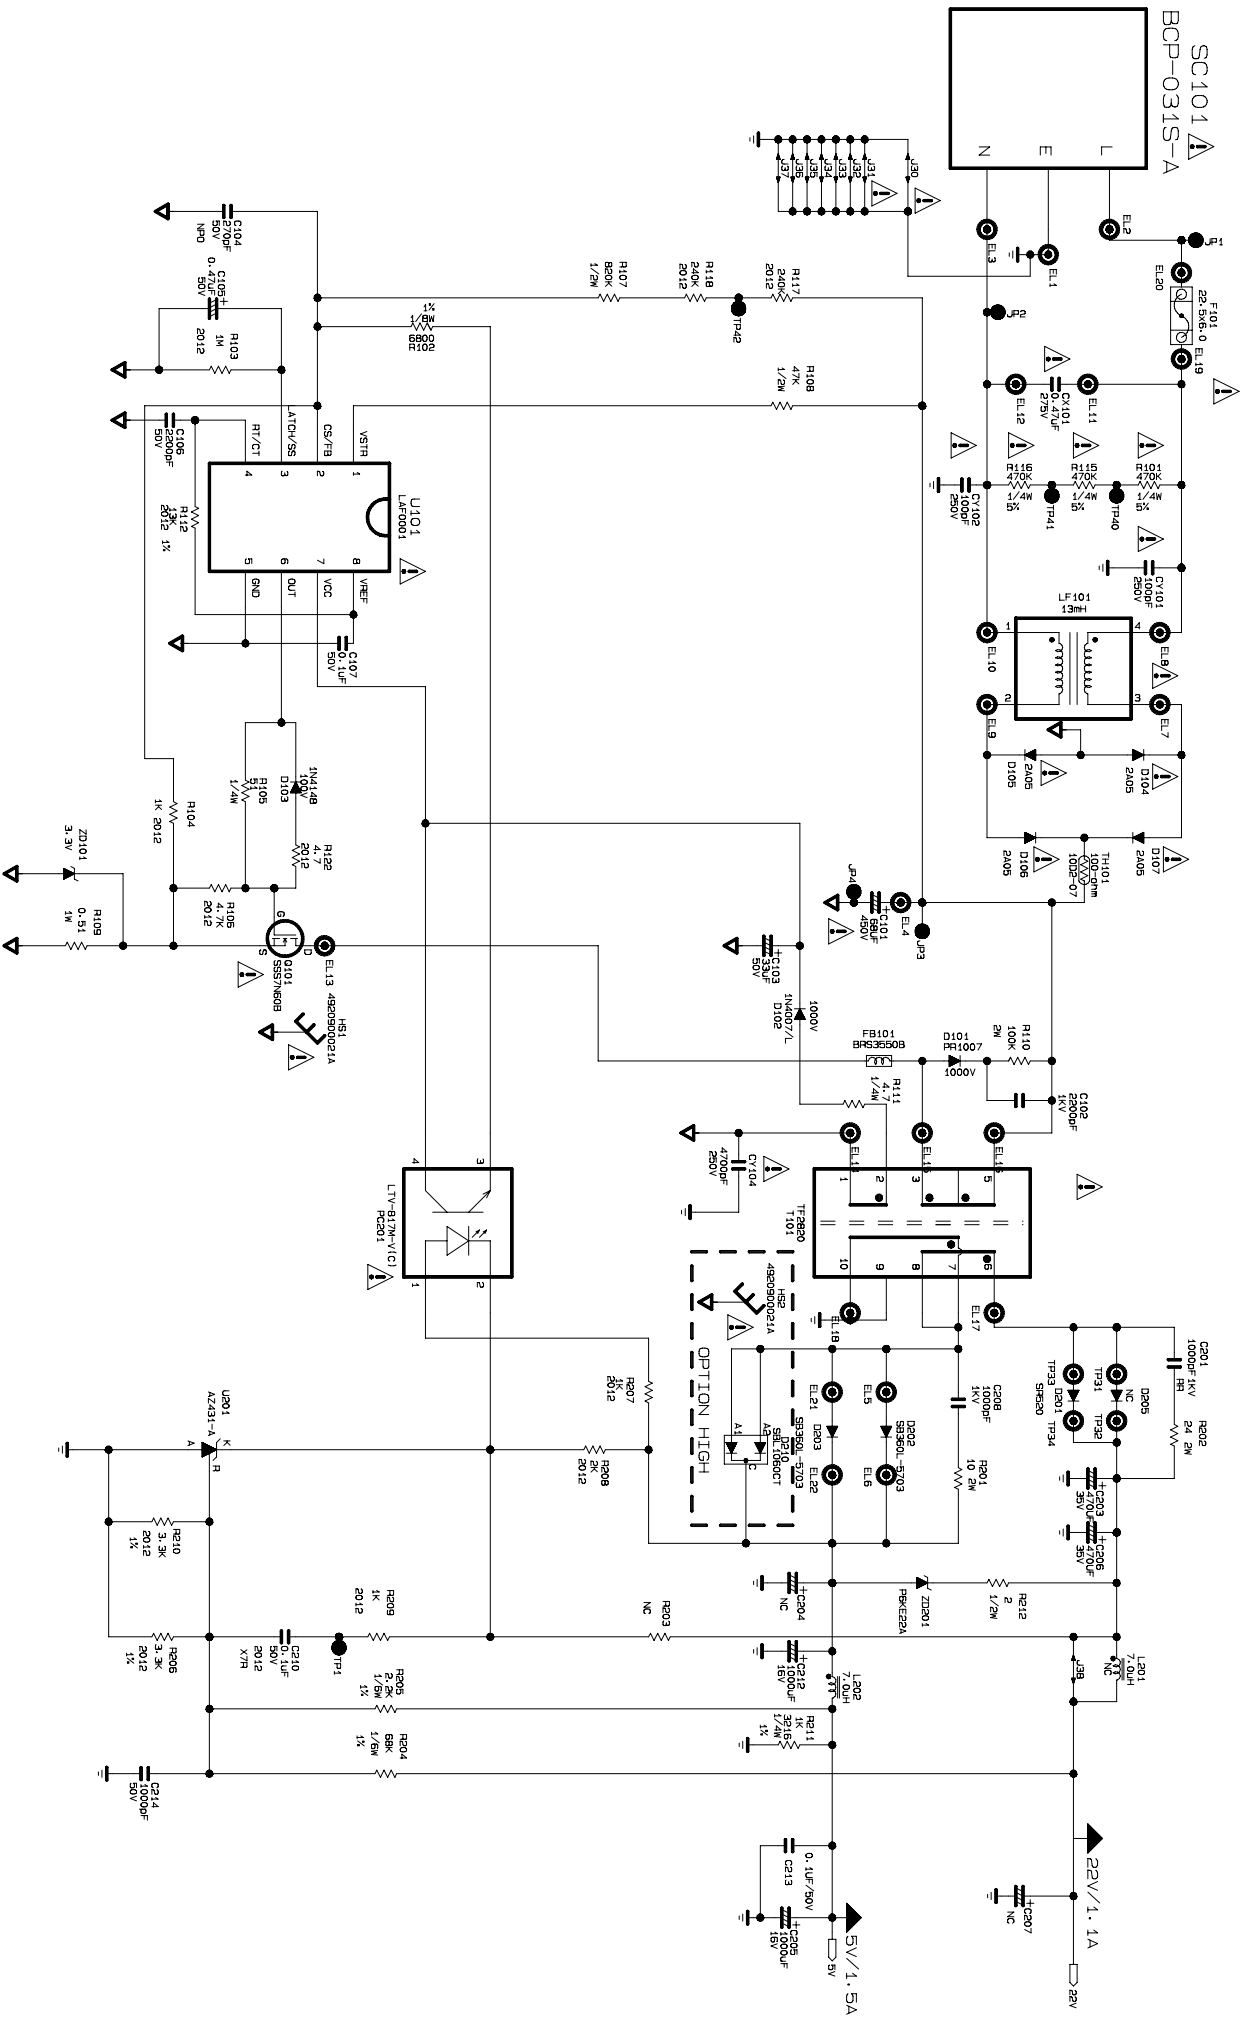 SC101
BCP-031S-A
L
E
N
EL2
JP1
EL1
EL3
JP2
J30
J31
J32
J33
J34
J35
J36
J37
EL20
F101
22.5x6.0
EL19
EL11
CX101
0.47uF
275V
EL12
R101
470K
1/4W
5%
TP40
R115
470K
1/4W
5%
TP41
R116
470K
1/4W
5%
CY102
100pF
250V
CY101
100pF
250V
LF101
13mH
4
3
1
2
EL8
EL7
EL10
EL9
D104
2A05
D105
2A05
D107
2A05
D106
2A05
TH101
10D-ohm
10D2-07
JP3
EL4
C101
68UF
450V
JP4
R117
240K
2012
TP42
R118
240K
2012
R107
820K
1/2W
R108
47K
1/2W
C104
270pF
50V
NPO
C105
0.47uF
50V
R103
1M
2012
1%
1/8W
6800
R102
C106
2200pF
50V
R112
13K
2012 1%
RT/CT
LATCH/SS
CS/FB
VSTR
4
3
2
1
U101
LAF0001
5
6
7
8
GND
OUT
VCC
VREF
C107
0.1uF
50V
1N4148
100V
D103
R105
51
1/4W
R122
4.7
2012
R104
1K 2012
ZD101
3.3V
R106
4.7K
2012
R109
0.51
1W
G
S
D
Q101
SSS7N60B
EL13
HS1
4920900021A
C103
33uF
50V
1000V
1N4007/L
D102
FB101
BRS3550B
D101
PR1007
1000V
R110
100K
2W
C102
2200pF
1KV
R111
4.7
1/4W
EL14
EL15
EL16
CY104
4700pF
250V
1
2
3
5
TF2820
T101
10
9
8
7
6
EL18
EL17
4
3
LTV-817M-V(C)
PC201
1
2
HS2
4920900021A
OPTION HIGH
A1
A2
C
D210
SBL1060CT
EL21
D203
SB360L-5703
EL22
EL5
D202
SB360L-5703
EL6
C208
1000pF
1KV
R201
10 2W
TP33
D201
SR520
TP34
TP31
NC
D205
TP32
C201
1000pF 1KV
RR
R202
24 2W
C203
470UF
35V
C206
470UF
35V
R207
1K
2012
R208
2K
2012
U201
AZ431-A
A
K
R
R210
3.3K
2012
1%
R206
3.3K
2012
1%
C210
0.1uF
50V
2012
X7R
TP1
R209
1K
2012
R203
NC
C204
NC
ZD201
P6KE22A
R212
2
1/2W
C212
1000uF
16V
L202
7.0uH
J38
L201
7.0uH
NC
R205
2.2K
1/6W
1%
R204
68K
1/6W
1%
R211
1K
3216
1/4W
1%
C214
1000pF
50V
C213
0.1UF/50V
C205
1000uF
16V
5V/1.5A
5V
22V/1.1A
C207
NC
22V